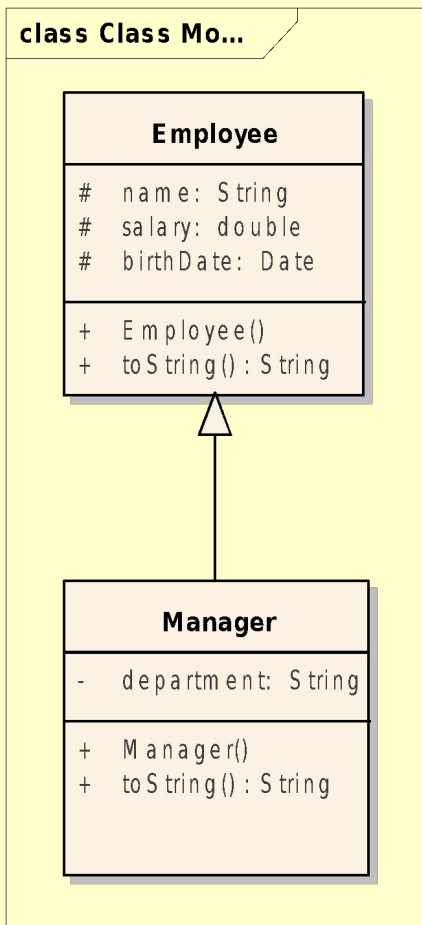 class Class Mo...
Employee
# name: String
# salary: double
# birthDate: Date
+ Employee()
+ toString() : String
Manager
- department: String
+ Manager()
+ toString() : String